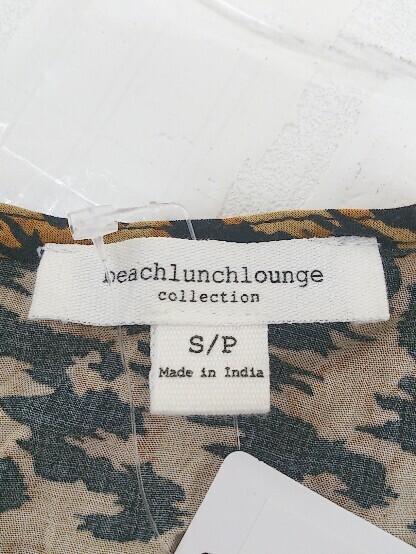 beachlunchlounge
collection
S/P
Made in India